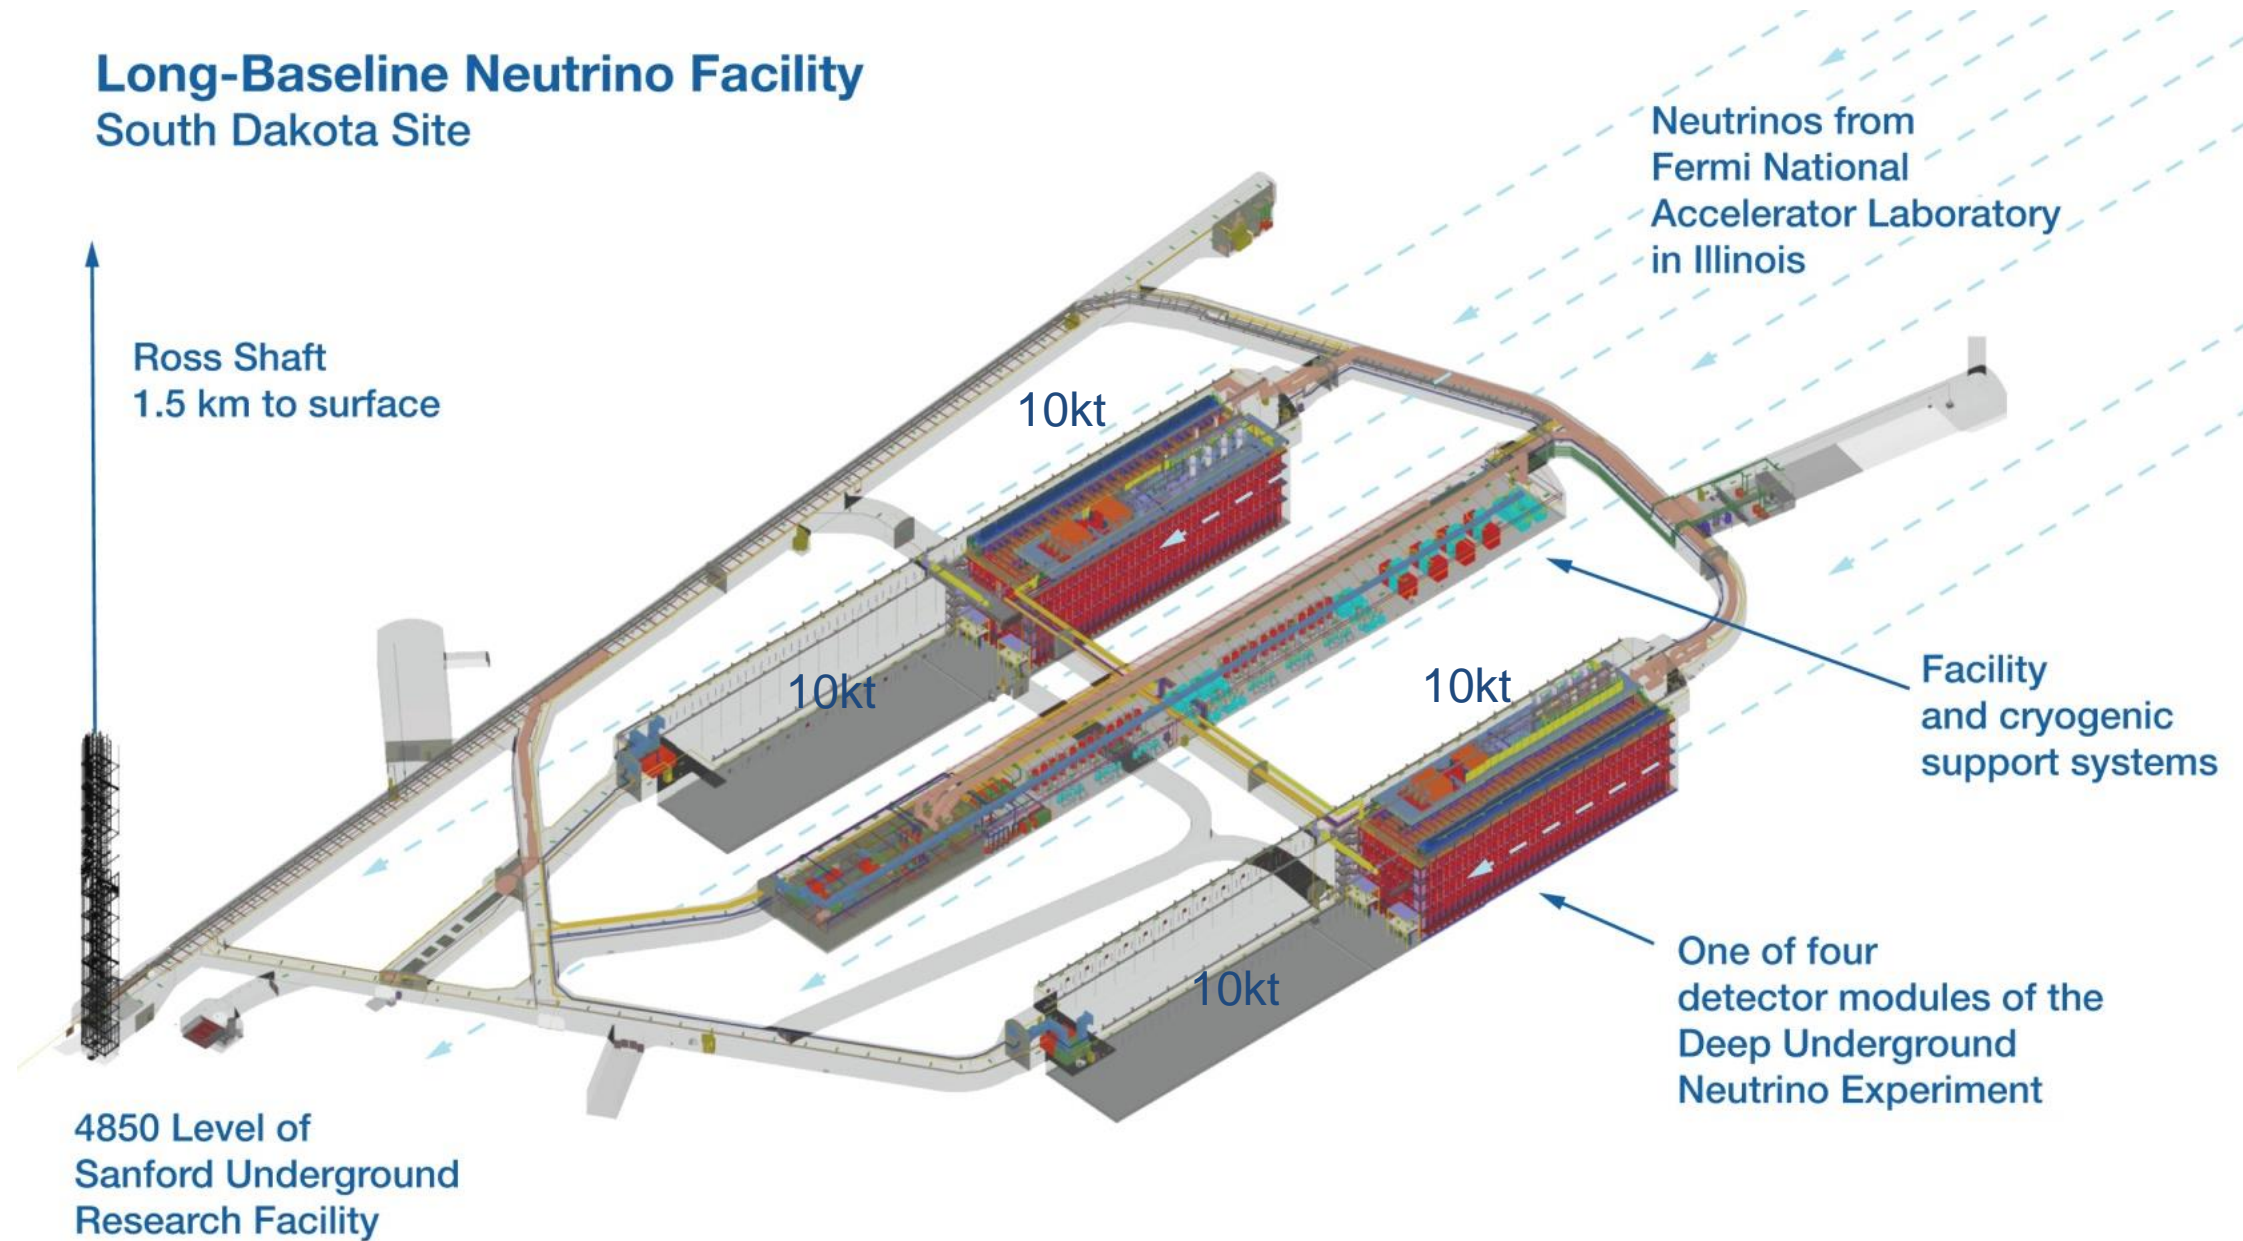 Long-Baseline Neutrino Facility
South Dakota Site
Neutrinos from
Fermi National
Accelerator Laboratory
in Illinois
Ross Shaft
1.5 km to surface
10kt
10kt
10kt
10kt
Facility
and cryogenic
support systems
One of four
detector modules of the
Deep Underground
Neutrino Experiment
4850 Level of
Sanford Underground
Research Facility